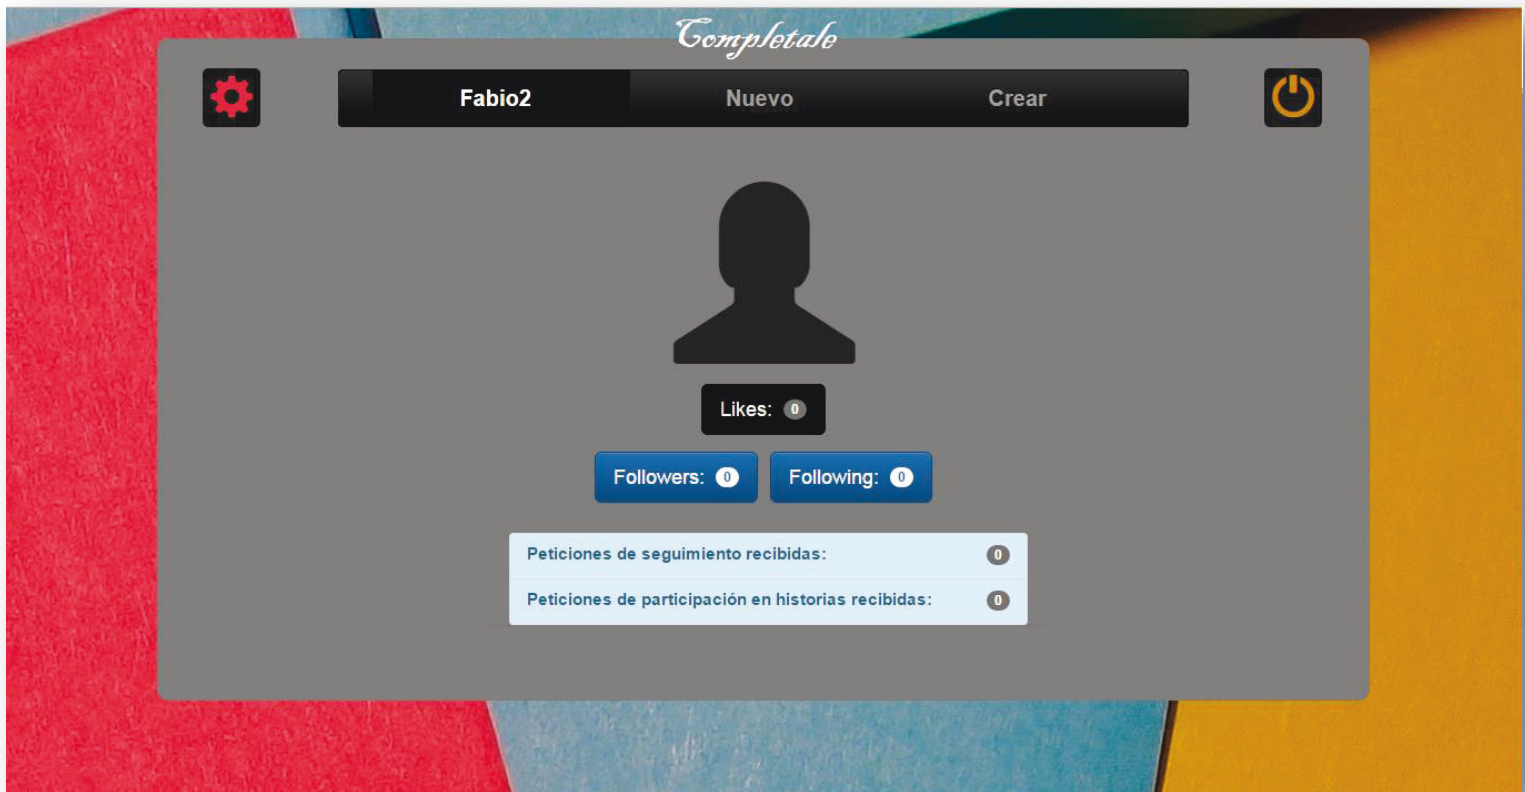 Completale
Fabio2 Nuevo Crear
Likes: 0
Followers: 0 Following: 0
Peticiones de seguimiento recibidas: 0
Peticiones de participación en historias recibidas: 0